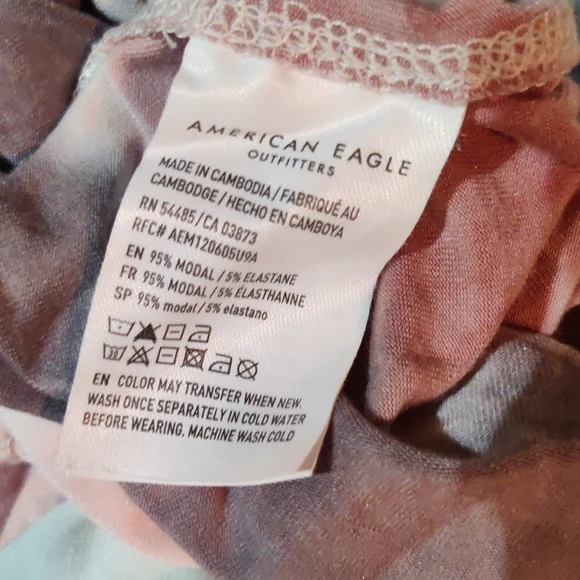 AMERICAN EAGLE
OUTFITTERS
MADE IN CAMBODIA / FABRIQUÉ AU
CAMBODGE / HECHO EN CAMBOYA
RN 54485/CA 03873
RFC# AEM120605U9A
EN 95% MODAL / 5% ELASTANE
FR 95% MODAL / 5% ÉLASTHANNE
SP 95% modal / 5% elastano
30
EN COLOR MAY TRANSFER WHEN NEW.
WASH ONCE SEPARATELY IN COLD WATER
BEFORE WEARING. MACHINE WASH COLD